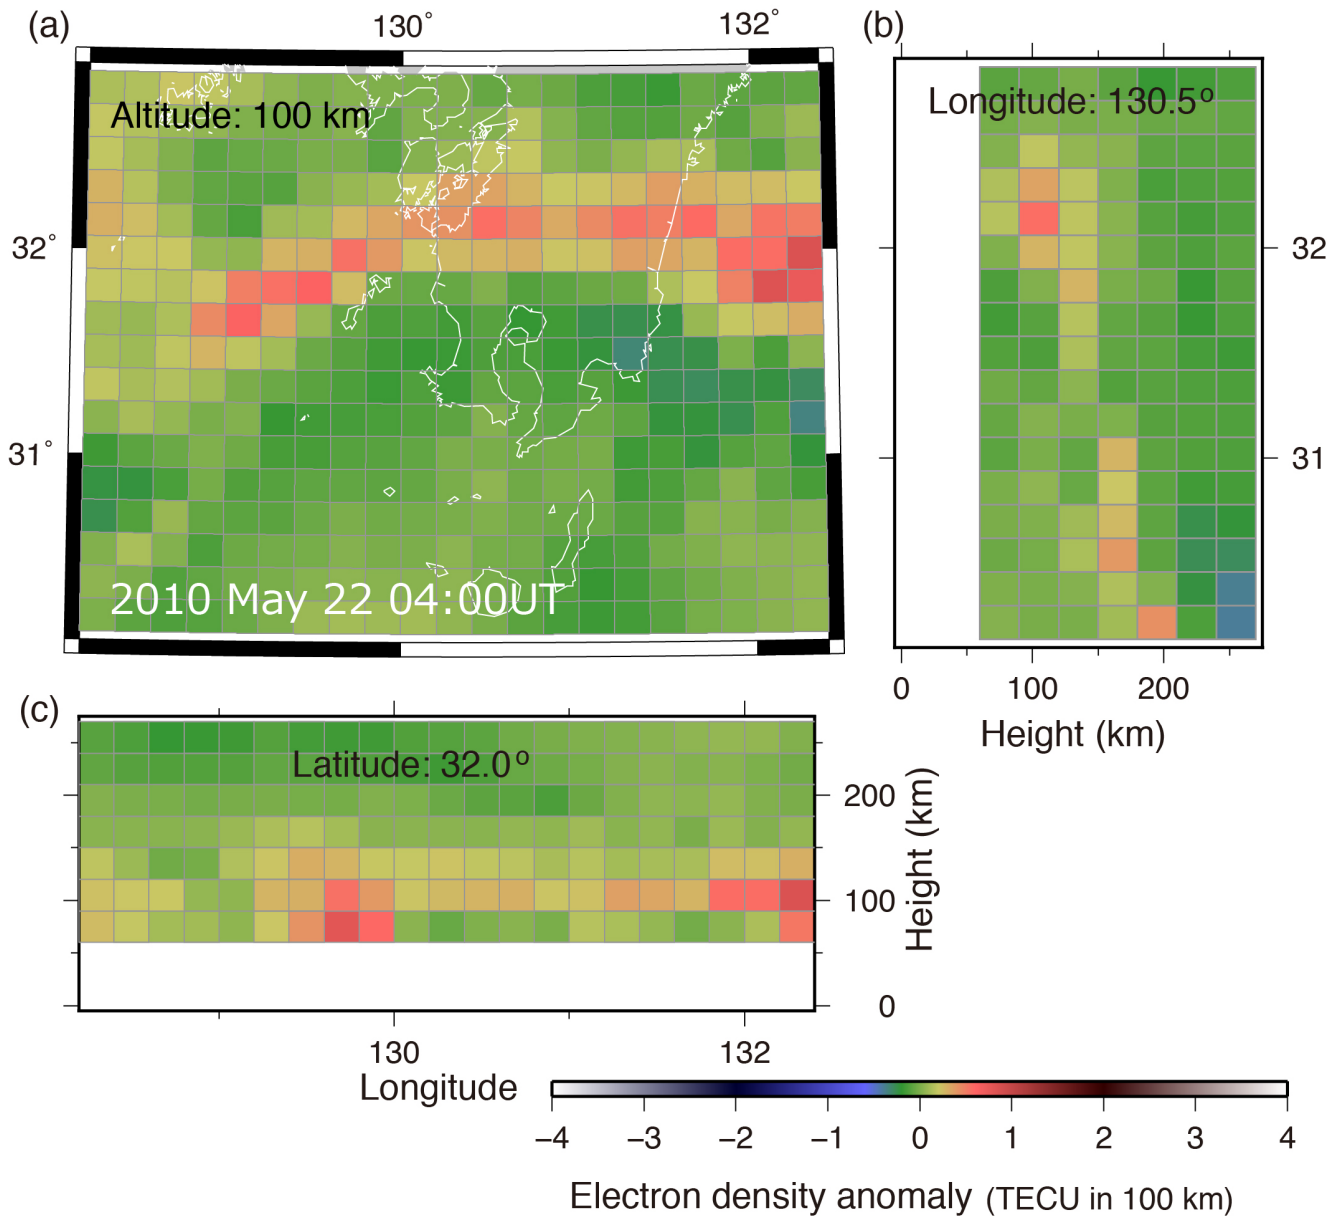 (a)
130°
132°
(b)
Altitude: 100 km
Longitude: 130.5°
32°
32
31°
31
2010 May 22 04:00UT
0
100
200
Height (km)
(c)
Latitude: 32.0°
200
100
0
Height (km)
130
132
Longitude
−4
−3
−2
−1
0
1
2
3
4
Electron density anomaly (TECU in 100 km)